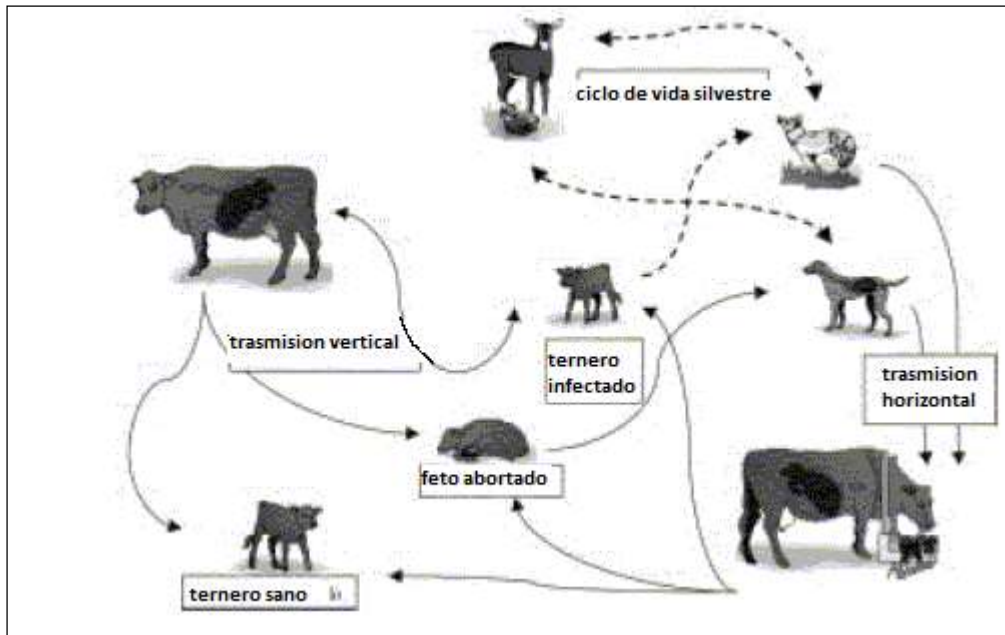 ciclo de vida silvestre
trasmision vertical
ternero
infectado
trasmision
horizontal
feto abortado
ternero sano